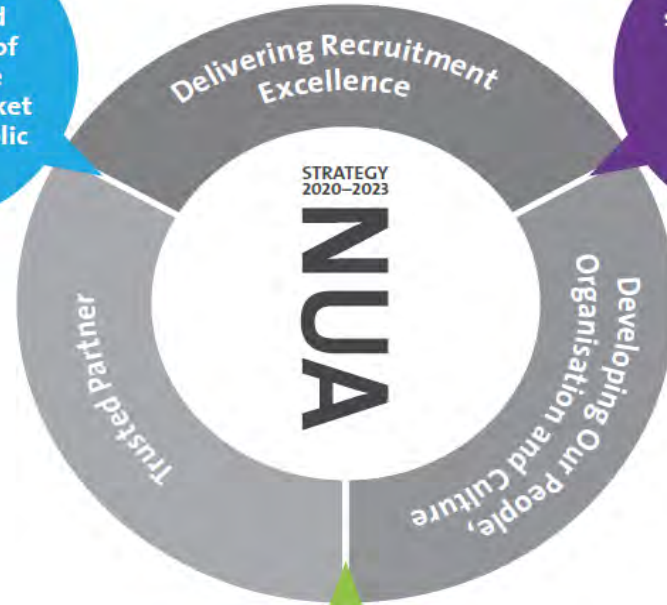 of
ket
lic
Delivering Recruitment
Excellence
STRATEGY
2020–2023
NUA
Trusted Partner
Developing Our People,
Organisation and Culture